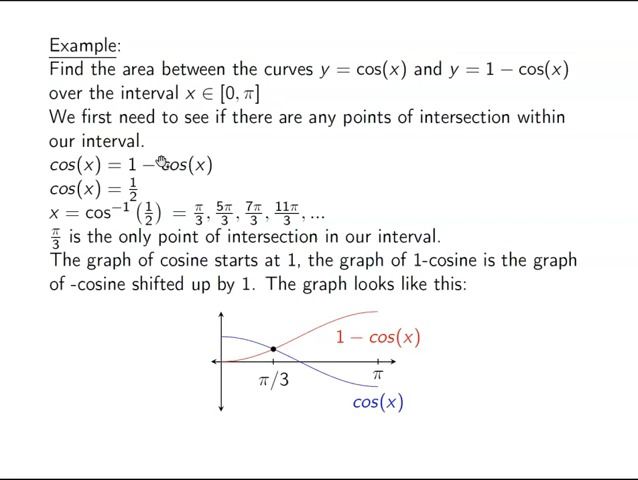 Example:
Find the area between the curves y = cos(x) and y = 1 − cos(x)
over the interval x ∈ [0, π]
We first need to see if there are any points of intersection within
our interval.
cos(x) = 1 − cos(x)
cos(x) = 1/2
x = cos⁻¹(1/2) = π/3, 5π/3, 7π/3, 11π/3, ...
π/3 is the only point of intersection in our interval.
The graph of cosine starts at 1, the graph of 1-cosine is the graph
of -cosine shifted up by 1. The graph looks like this:
1 − cos(x)
π/3
π
cos(x)